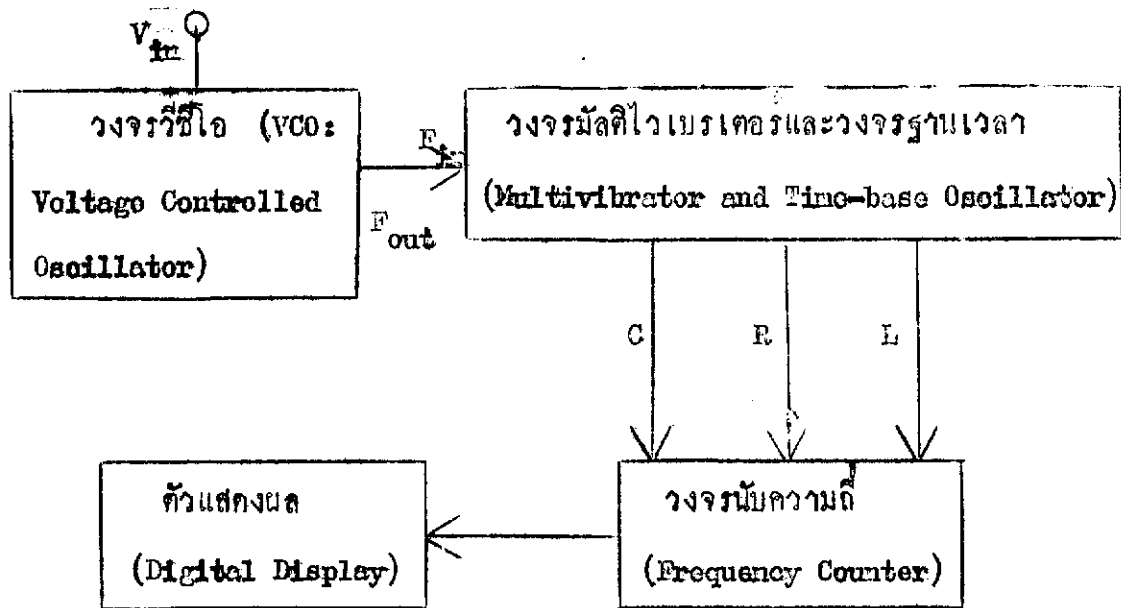 V in
วงจรวีซีโอ (VCO:
Voltage Controlled
Oscillator)
F in
F out
วงจรมัลติไวเบรเตอร์และวงจรฐานเวลา
(Multivibrator and Time-base Oscillator)
C R L
ตัวแสดงผล
(Digital Display)
วงจรนับความถี่
(Frequency Counter)